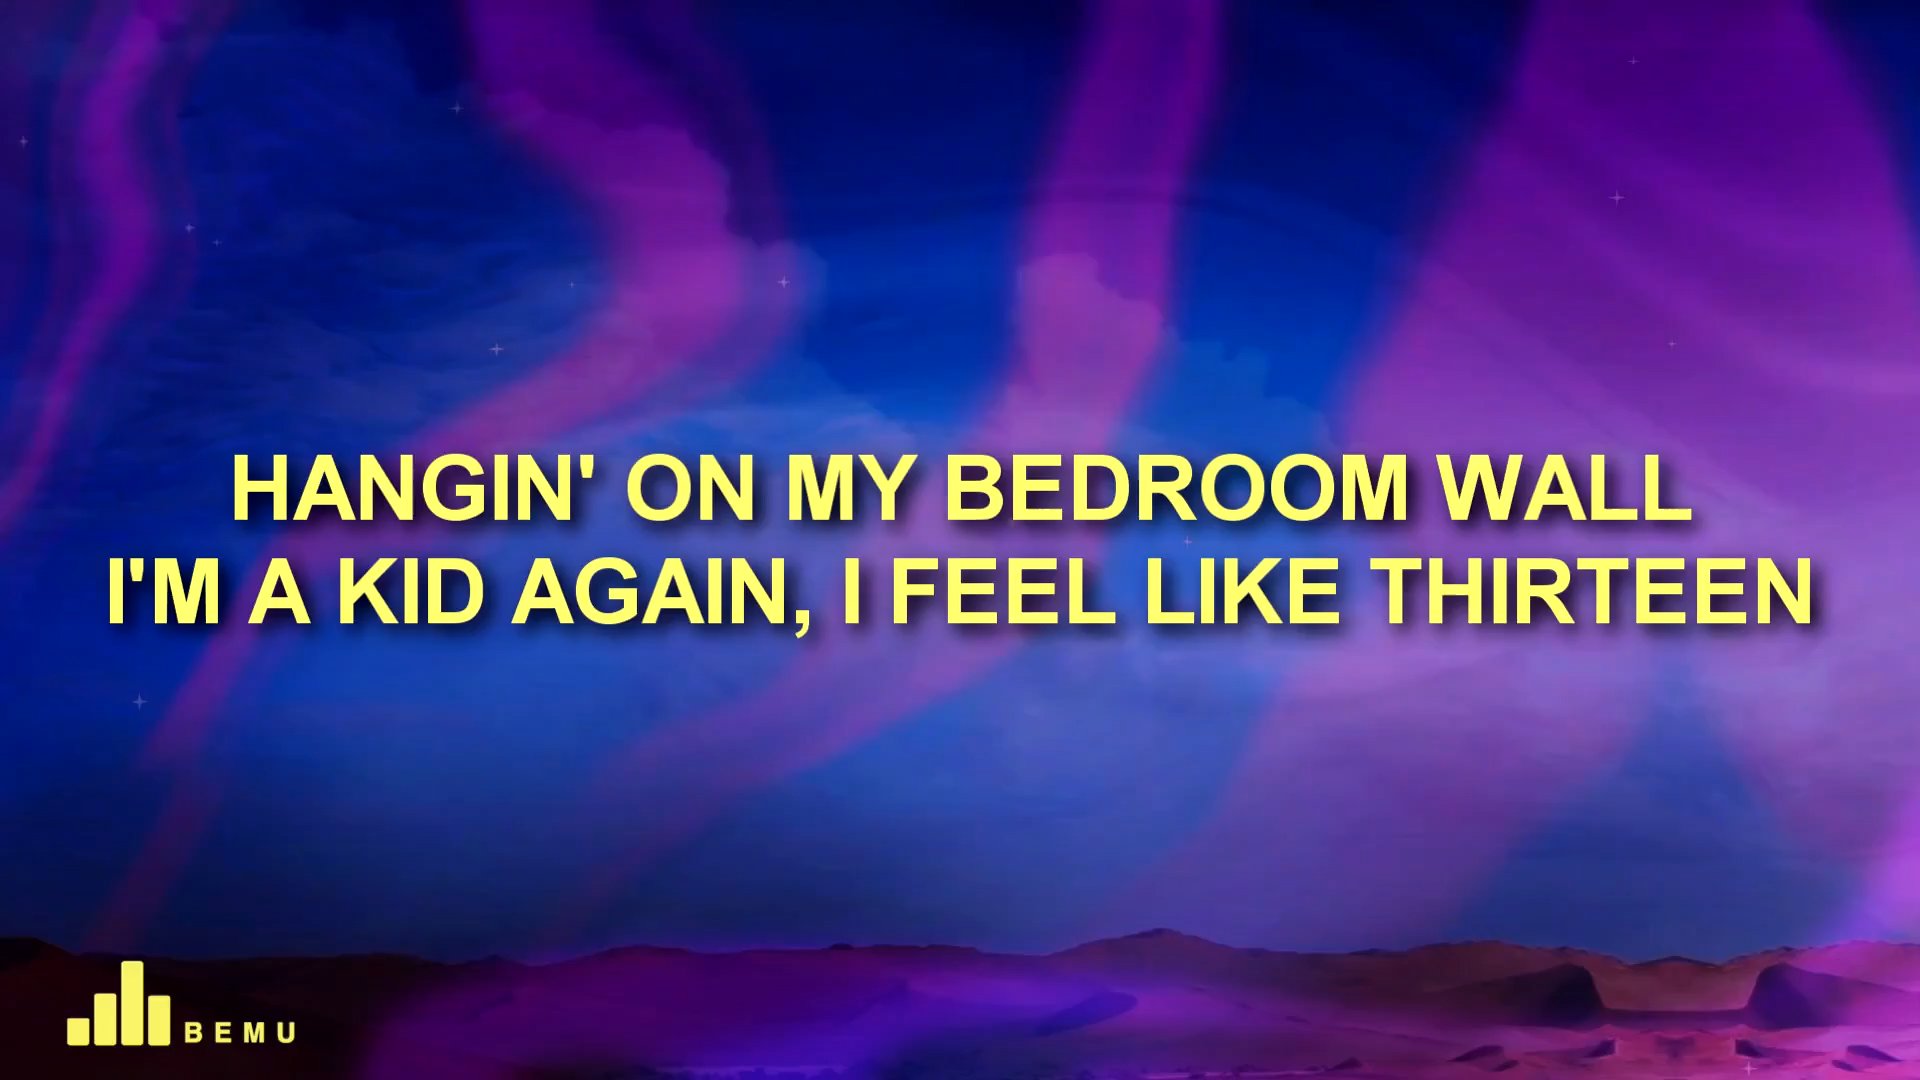 HANGIN' ON MY BEDROOM WALL
I'M A KID AGAIN, I FEEL LIKE THIRTEEN
BEMU